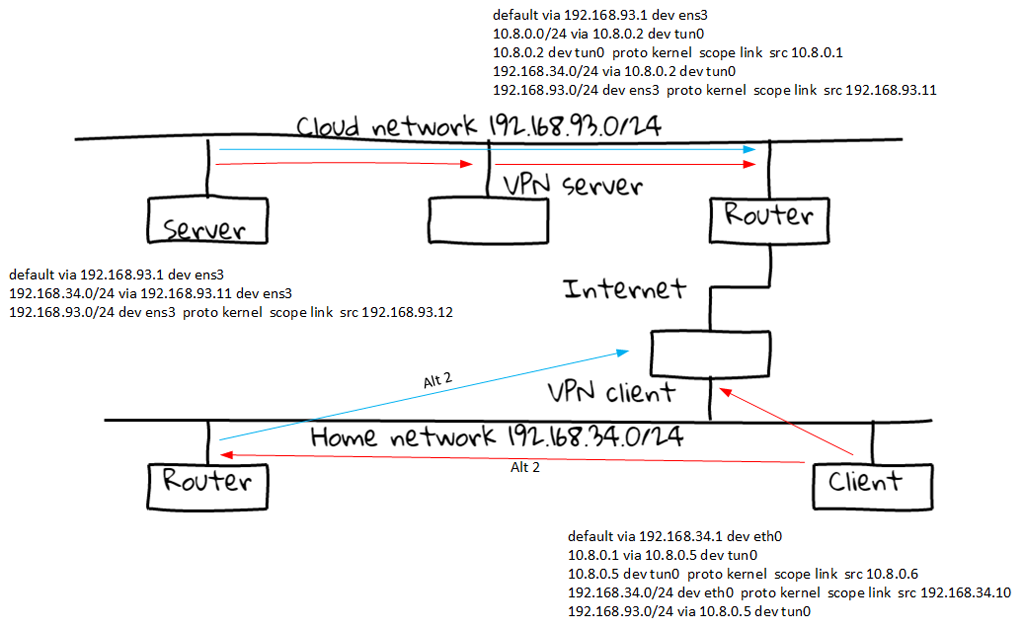 default via 192.168.93.1 dev ens3
10.8.0.0/24 via 10.8.0.2 dev tun0
10.8.0.2 dev tun0 proto kernel scope link src 10.8.0.1
192.168.34.0/24 via 10.8.0.2 dev tun0
192.168.93.0/24 dev ens3 proto kernel scope link src 192.168.93.11
Cloud network 192.168.93.0/24
VPN server
Server
Router
default via 192.168.93.1 dev ens3
192.168.34.0/24 via 192.168.93.11 dev ens3
192.168.93.0/24 dev ens3 proto kernel scope link src 192.168.93.12
Internet
Alt 2
VPN client
Home network 192.168.34.0/24
Alt 2
Router
Client
default via 192.168.34.1 dev eth0
10.8.0.1 via 10.8.0.5 dev tun0
10.8.0.5 dev tun0 proto kernel scope link src 10.8.0.6
192.168.34.0/24 dev eth0 proto kernel scope link src 192.168.34.10
192.168.93.0/24 via 10.8.0.5 dev tun0